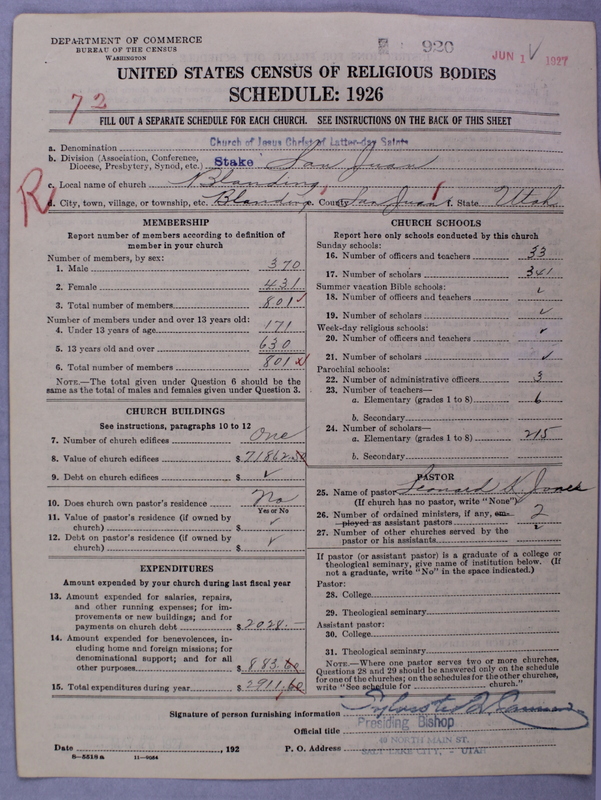 DEPARTMENT OF COMMERCE
BUREAU OF THE CENSUS
WASHINGTON
920
JUN 1 1927
UNITED STATES CENSUS OF RELIGIOUS BODIES
SCHEDULE: 1926
72
FILL OUT A SEPARATE SCHEDULE FOR EACH CHURCH. SEE INSTRUCTIONS ON THE BACK OF THIS SHEET
a. Denomination Church of Jesus Christ of Latter-day Saints
b. Division (Association, Conference, Diocese, Presbytery, Synod, etc.) Stake San Juan
R
c. Local name of church Blanding
d. City, town, village, or township, etc. Blanding e. County San Juan f. State Utah
MEMBERSHIP
Report number of members according to definition of
member in your church
Number of members, by sex:
1. Male 370
2. Female 431
3. Total number of members 801
Number of members under and over 13 years old:
4. Under 13 years of age 171
5. 13 years old and over 630
6. Total number of members 801
NOTE.—The total given under Question 6 should be
same as the total of males and females given under Question 3.
CHURCH BUILDINGS
See instructions, paragraphs 10 to 12
7. Number of church edifices One
8. Value of church edifices $ 71862.50
9. Debt on church edifices $
10. Does church own pastor's residence? No
Yes or No
11. Value of pastor's residence (if owned by
church) $
12. Debt on pastor's residence (if owned by
church) $
EXPENDITURES
Amount expended by your church during last fiscal year
13. Amount expended for salaries, repairs,
and other running expenses; for im-
provements or new buildings; and for
payments on church debt $ 2028.—
14. Amount expended for benevolences, in-
cluding home and foreign missions; for
denominational support; and for all
other purposes $ 883.60
15. Total expenditures during year $ 2911.60
CHURCH SCHOOLS
Report here only schools conducted by this church
Sunday schools:
16. Number of officers and teachers 33
17. Number of scholars 341
Summer vacation Bible schools:
18. Number of officers and teachers
19. Number of scholars
Week-day religious schools:
20. Number of officers and teachers
21. Number of scholars
Parochial schools:
22. Number of administrative officers 3
23. Number of teachers—
a. Elementary (grades 1 to 8) 6
b. Secondary
24. Number of scholars—
a. Elementary (grades 1 to 8) 215
b. Secondary
PASTOR
25. Name of pastor Leonard K. Jones
(If church has no pastor, write "None")
26. Number of ordained ministers, if any, em-
ployed as assistant pastors 2
27. Number of other churches served by the
pastor or his assistants
If pastor (or assistant pastor) is a graduate of a college or
theological seminary, give name of institution below. (If
not a graduate, write "No" in the space indicated.)
Pastor:
28. College
29. Theological seminary
Assistant pastor:
30. College
31. Theological seminary
NOTE.—Where one pastor serves two or more churches,
Questions 28 and 29 should be answered only on the schedule
for one of the churches; on the schedules for the other churches,
write "See schedule for church."
Signature of person furnishing information Sylvester Q. Cannon
Official title Presiding Bishop
Date , 192 P. O. Address 40 NORTH MAIN ST.
SALT LAKE CITY, - UTAH
8—5518a 11—9064